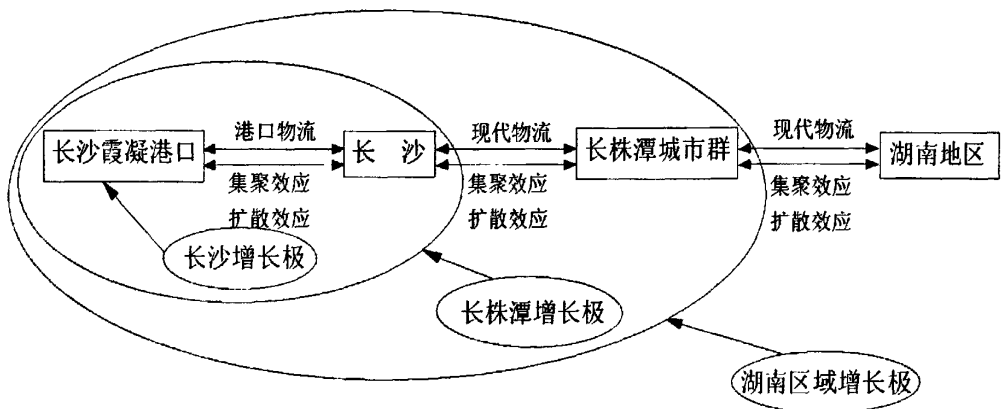 港口物流
现代物流
现代物流
长沙霞凝港口
长 沙
长株潭城市群
湖南地区
集聚效应
集聚效应
集聚效应
扩散效应
扩散效应
扩散效应
长沙增长极
长株潭增长极
湖南区域增长极